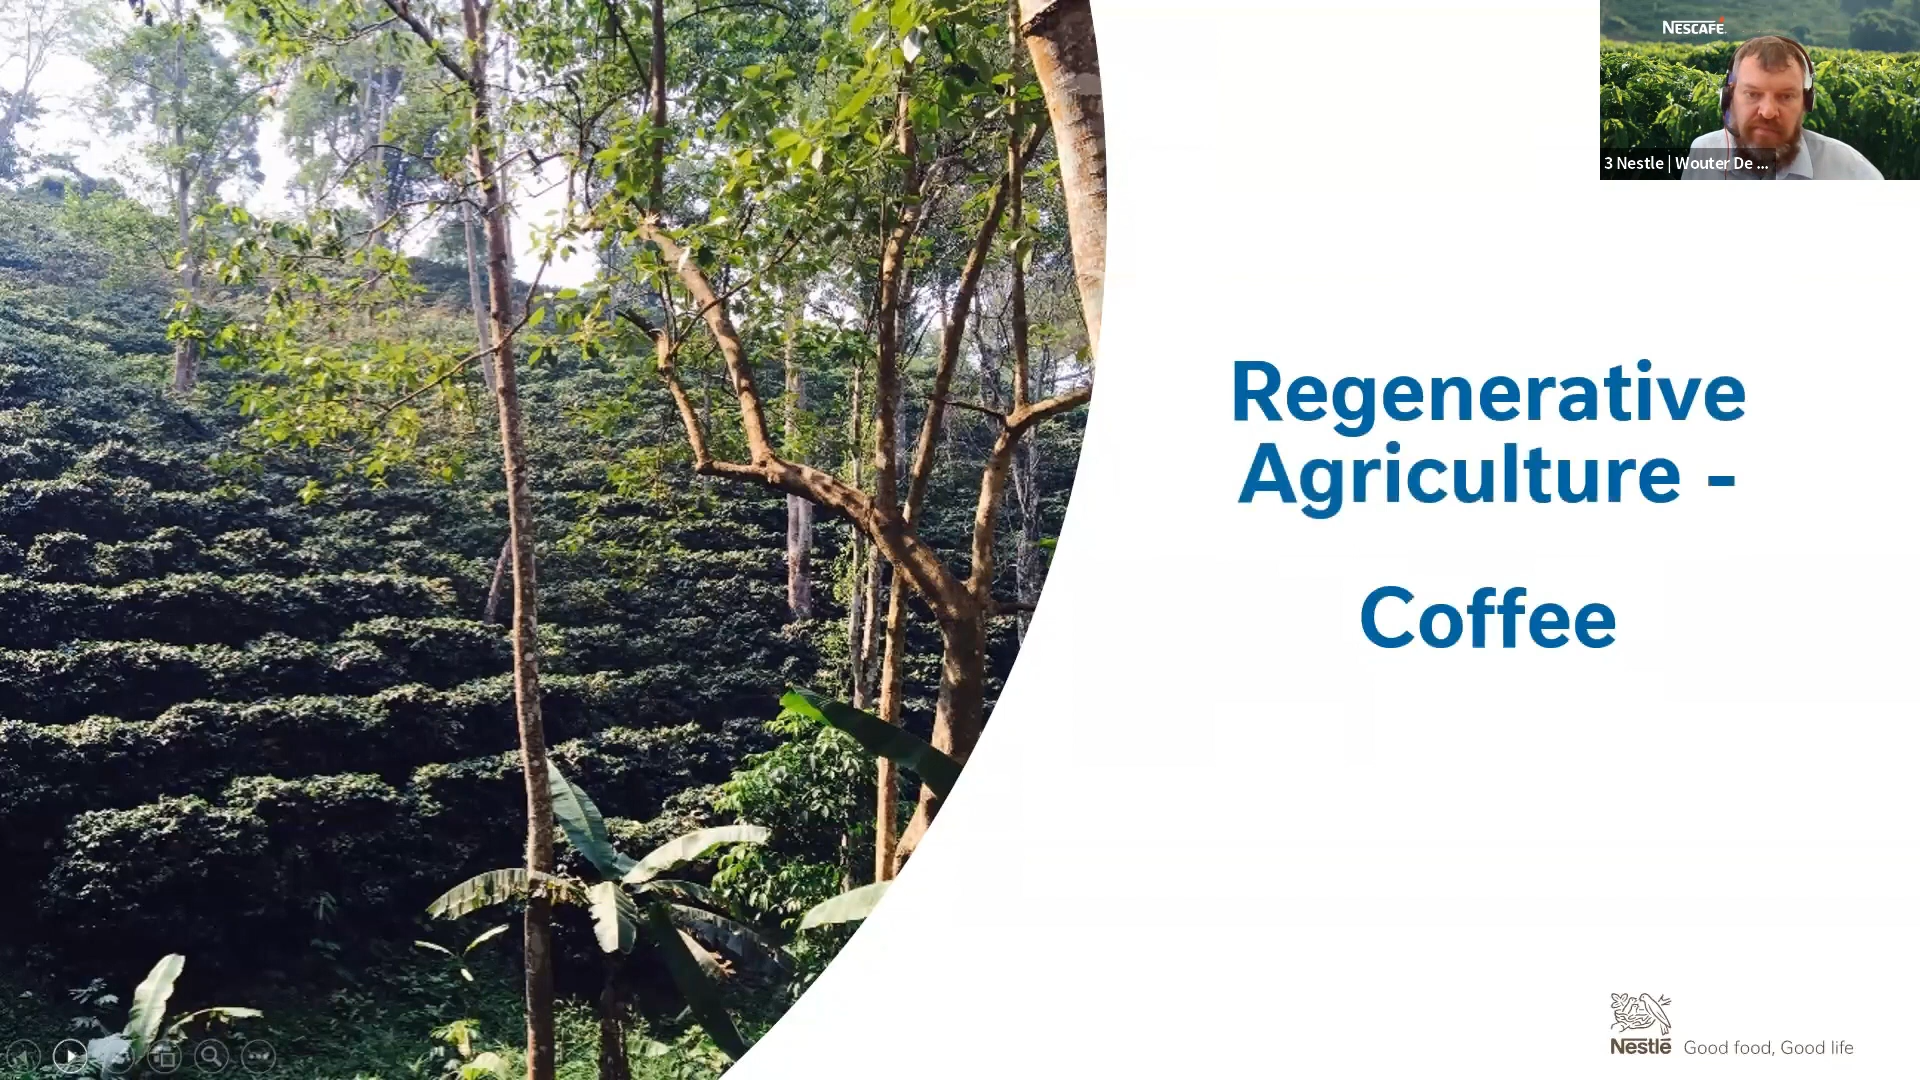 NESCAFÉ.
3 Nestle | Wouter De ...
Regenerative
Agriculture -
Coffee
Nestlé
Good food, Good life